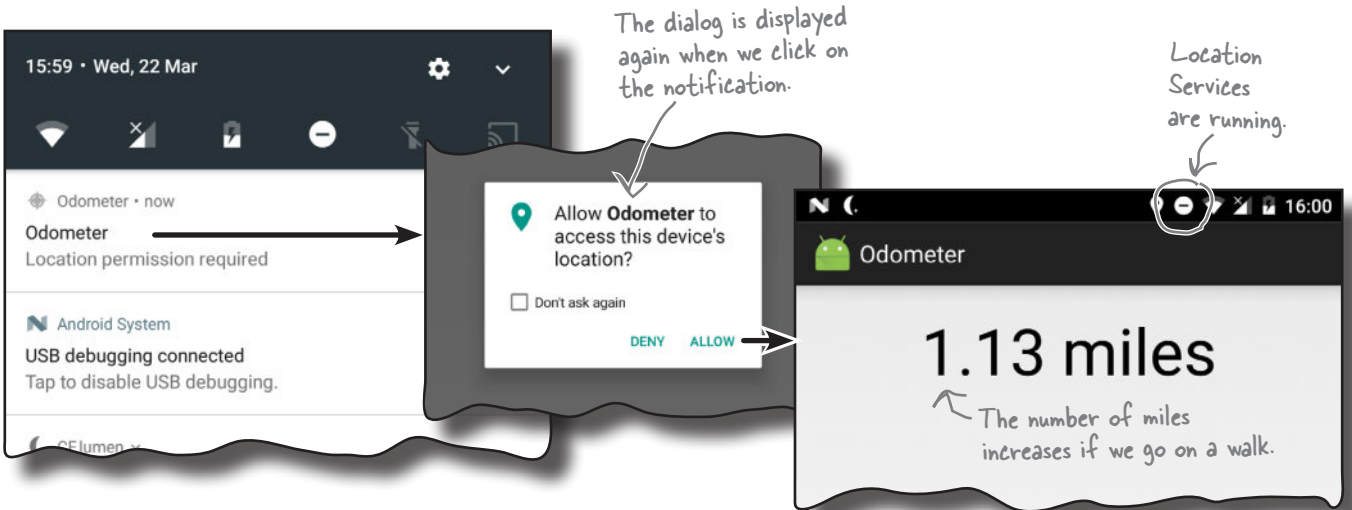 The dialog is displayed
again when we click on
the notification.
Location
Services
are running.
15:59 • Wed, 22 Mar
Odometer • now
Odometer
Location permission required
Android System
USB debugging connected
Tap to disable USB debugging.
Allow Odometer to
access this device's
location?
Don't ask again
DENY ALLOW
16:00
Odometer
1.13 miles
The number of miles
increases if we go on a walk.